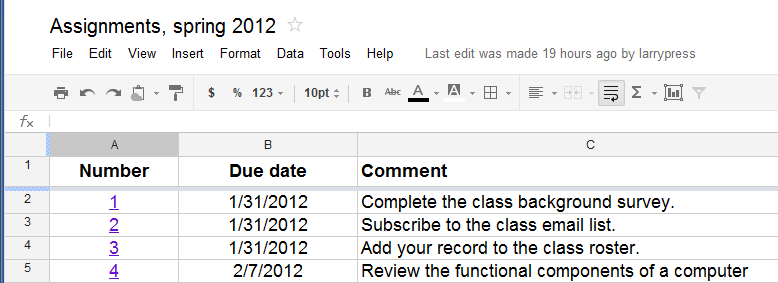 Assignments, spring 2012
File Edit View Insert Format Data Tools Help Last edit was made 19 hours ago by larrypress
$ % 123 10pt B Abc A A Σ
fx
A B C
1 Number Due date Comment
2 1 1/31/2012 Complete the class background survey.
3 2 1/31/2012 Subscribe to the class email list.
4 3 1/31/2012 Add your record to the class roster.
5 4 2/7/2012 Review the functional components of a computer